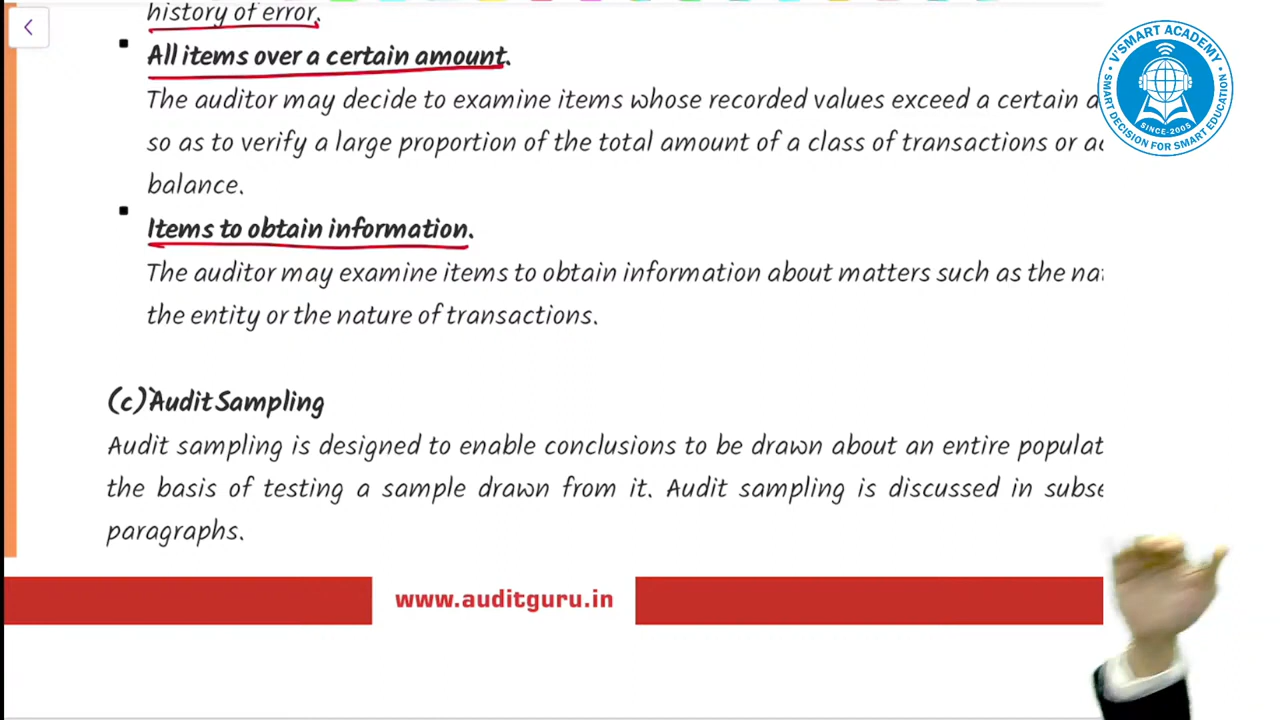 history of error.
All items over a certain amount.
The auditor may decide to examine items whose recorded values exceed a certain
so as to verify a large proportion of the total amount of a class of transactions or
balance.
Items to obtain information.
The auditor may examine items to obtain information about matters such as the
the entity or the nature of transactions.
(c) Audit Sampling
Audit sampling is designed to enable conclusions to be drawn about an entire
the basis of testing a sample drawn from it. Audit sampling is discussed in
paragraphs.
www.auditguru.in
V'SMART ACADEMY
SMART DECISION FOR SMART EDUCATION
SINCE-2005